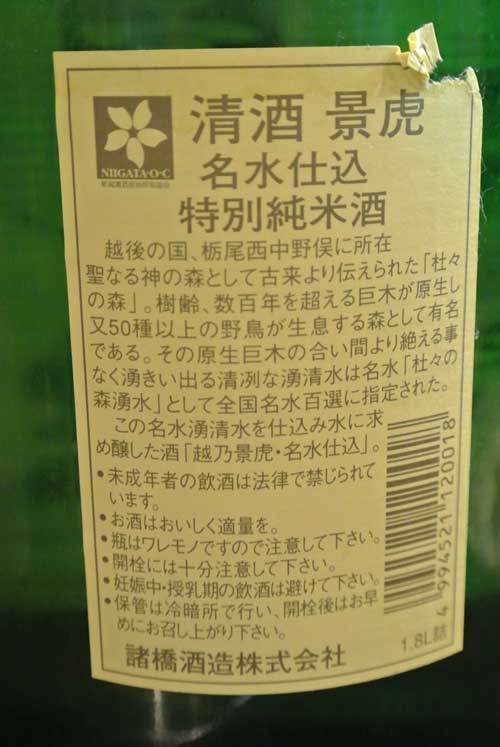 清酒 景虎
NIIGATA·O·C
名水仕込
特別純米酒
越後の国、栃尾西中野俣に所在
聖なる神の森として古来より伝えられた「杜々
の森」。樹齢、数百年を超える巨木が原生し
又50種以上の野鳥が生息する森として有名
である。その原生巨木の合い間より絶える事
なく湧きい出る清冽な湧清水は名水「杜々の
森湧水」として全国名水百選に指定された。
この名水湧清水を仕込み水に求
め醸した酒「越乃景虎・名水仕込」。
・未成年者の飲酒は法律で禁じられて
います。
・お酒はおいしく適量を。
・瓶はワレモノですので注意して下さい。
・開栓には十分注意して下さい。
・妊娠中・授乳期の飲酒は避けて下さい。
・保管は冷暗所で行い、開栓後はお早
めにお召し上がり下さい。
諸橋酒造株式会社
4 994521 120018
1.8L詰